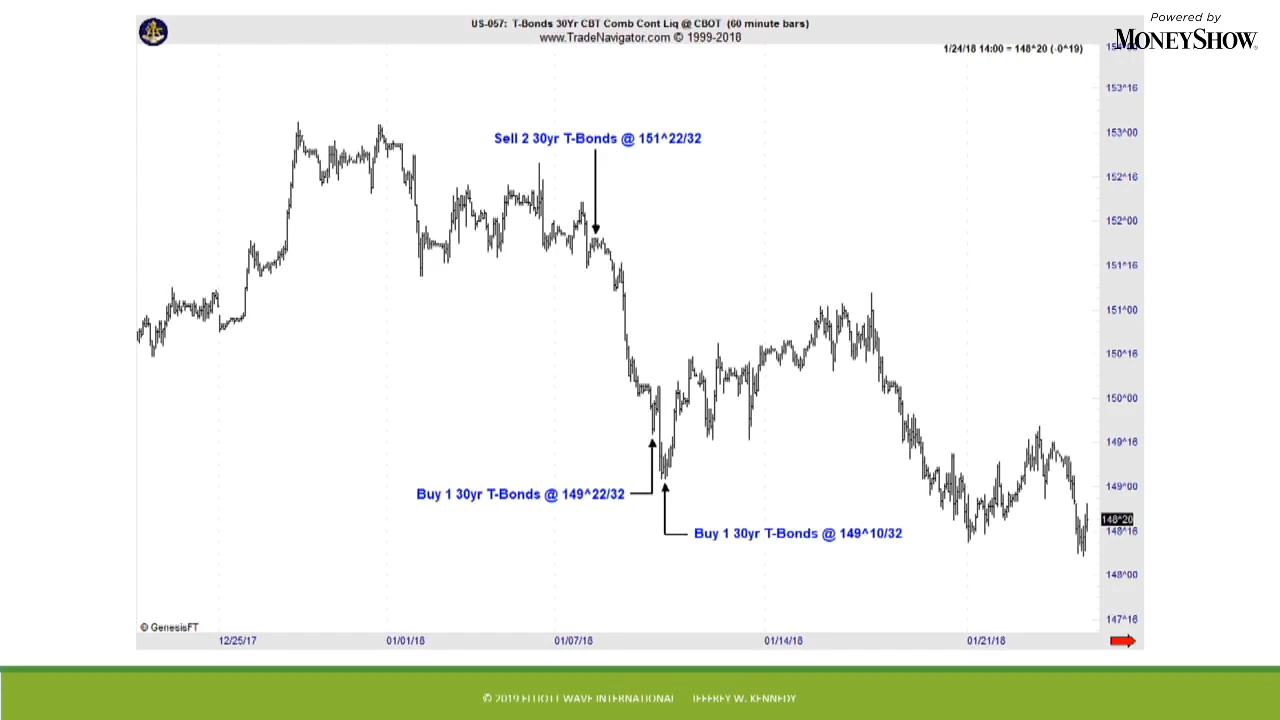 Powered by
MONEYSHOW
US-057: T-Bonds 30Yr CBT Comb Cont Liq @ CBOT (60 minute bars)
www.TradeNavigator.com © 1999-2018
1/24/18 14:00 = 148^20 (-0^19)
153^16
Sell 2 30yr T-Bonds @ 151^22/32
153^00
152^16
152^00
151^16
151^00
150^16
150^00
149^16
Buy 1 30yr T-Bonds @ 149^22/32
149^00
148^20
Buy 1 30yr T-Bonds @ 149^10/32
148^16
148^00
147^16
© GenesisFT
12/25/17 01/01/18 01/07/18 01/14/18 01/21/18
© 2019 ELLIOTT WAVE INTERNATIONAL JEFFREY W. KENNEDY